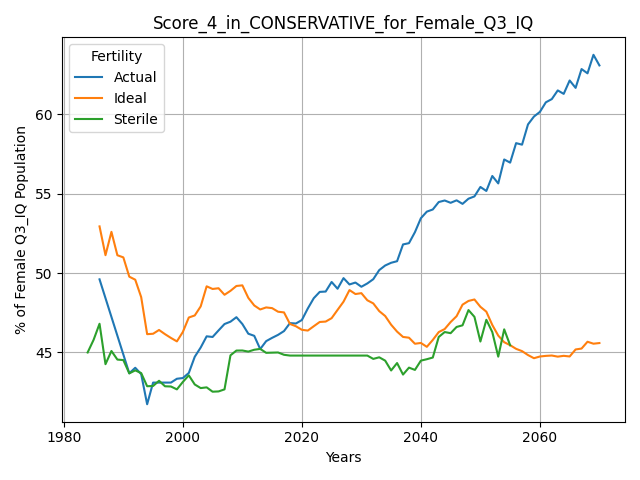 Score_4_in_CONSERVATIVE_for_Female_Q3_IQ
Fertility
Actual
Ideal
Sterile
% of Female Q3_IQ Population
60
55
50
45
1980
2000
2020
2040
2060
Years